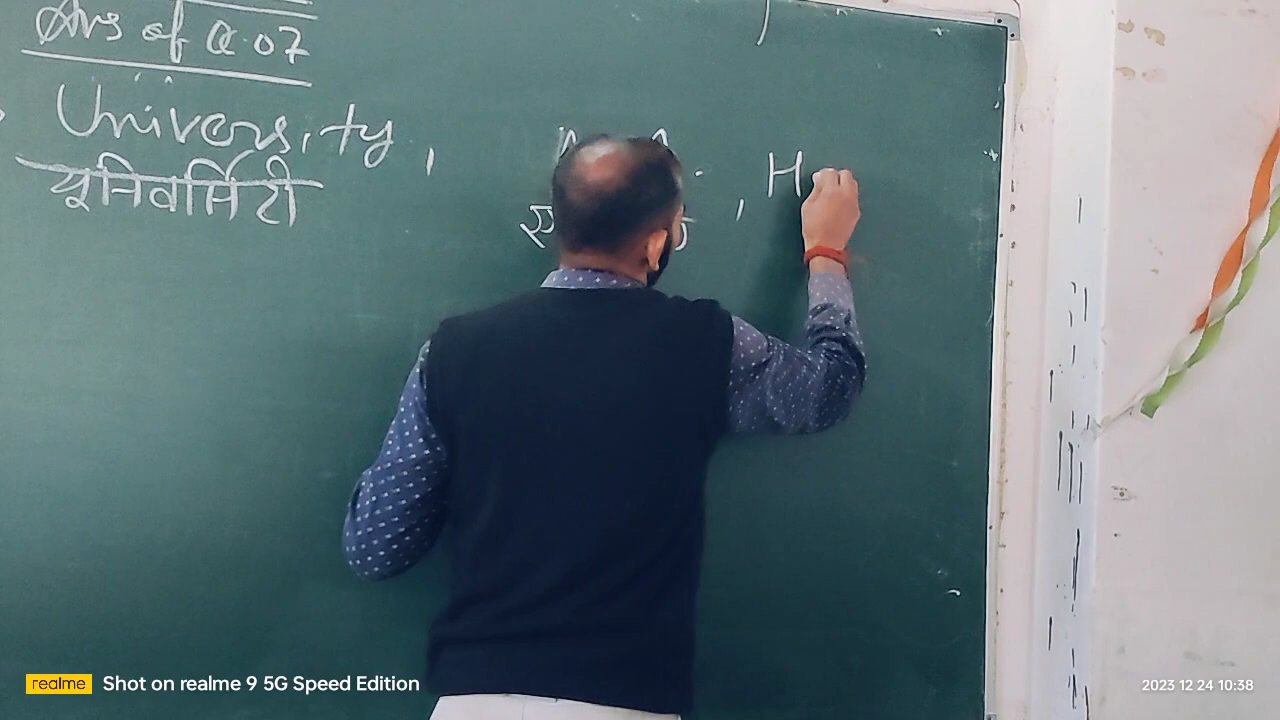 Ans of Q.07
University, , H
यूनिवर्सिटी
realme Shot on realme 9 5G Speed Edition
2023 12 24 10:38